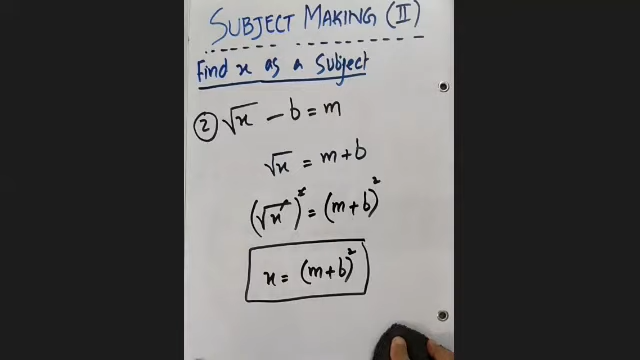 SUBJECT MAKING (II)
Find x as a Subject
② √x − b = m
√x = m + b
(√x)² = (m + b)²
x = (m + b)²